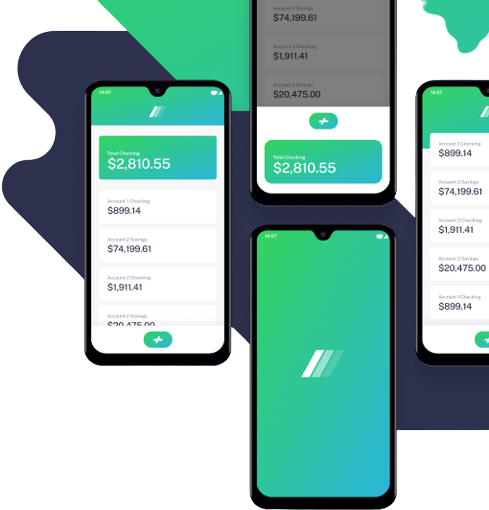 Account 2 Savings
$74,199.61
Account 2 Checking
$1,911.41
Account 2 Savings
$20,475.00
Total Checking
$2,810.55
14:07
Total Checking
$2,810.55
Account 1 Checking
$899.14
Account 2 Savings
$74,199.61
Account 2 Checking
$1,911.41
Account 2 Savings
$20,475.00
14:07
14:07
Account 1 Checking
$899.14
Account 2 Savings
$74,199.61
Account 2 Checking
$1,911.41
Account 2 Savings
$20,475.00
Account 1 Checking
$899.14